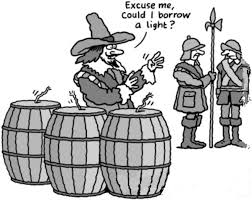 Excuse me,
Could I borrow
a light?